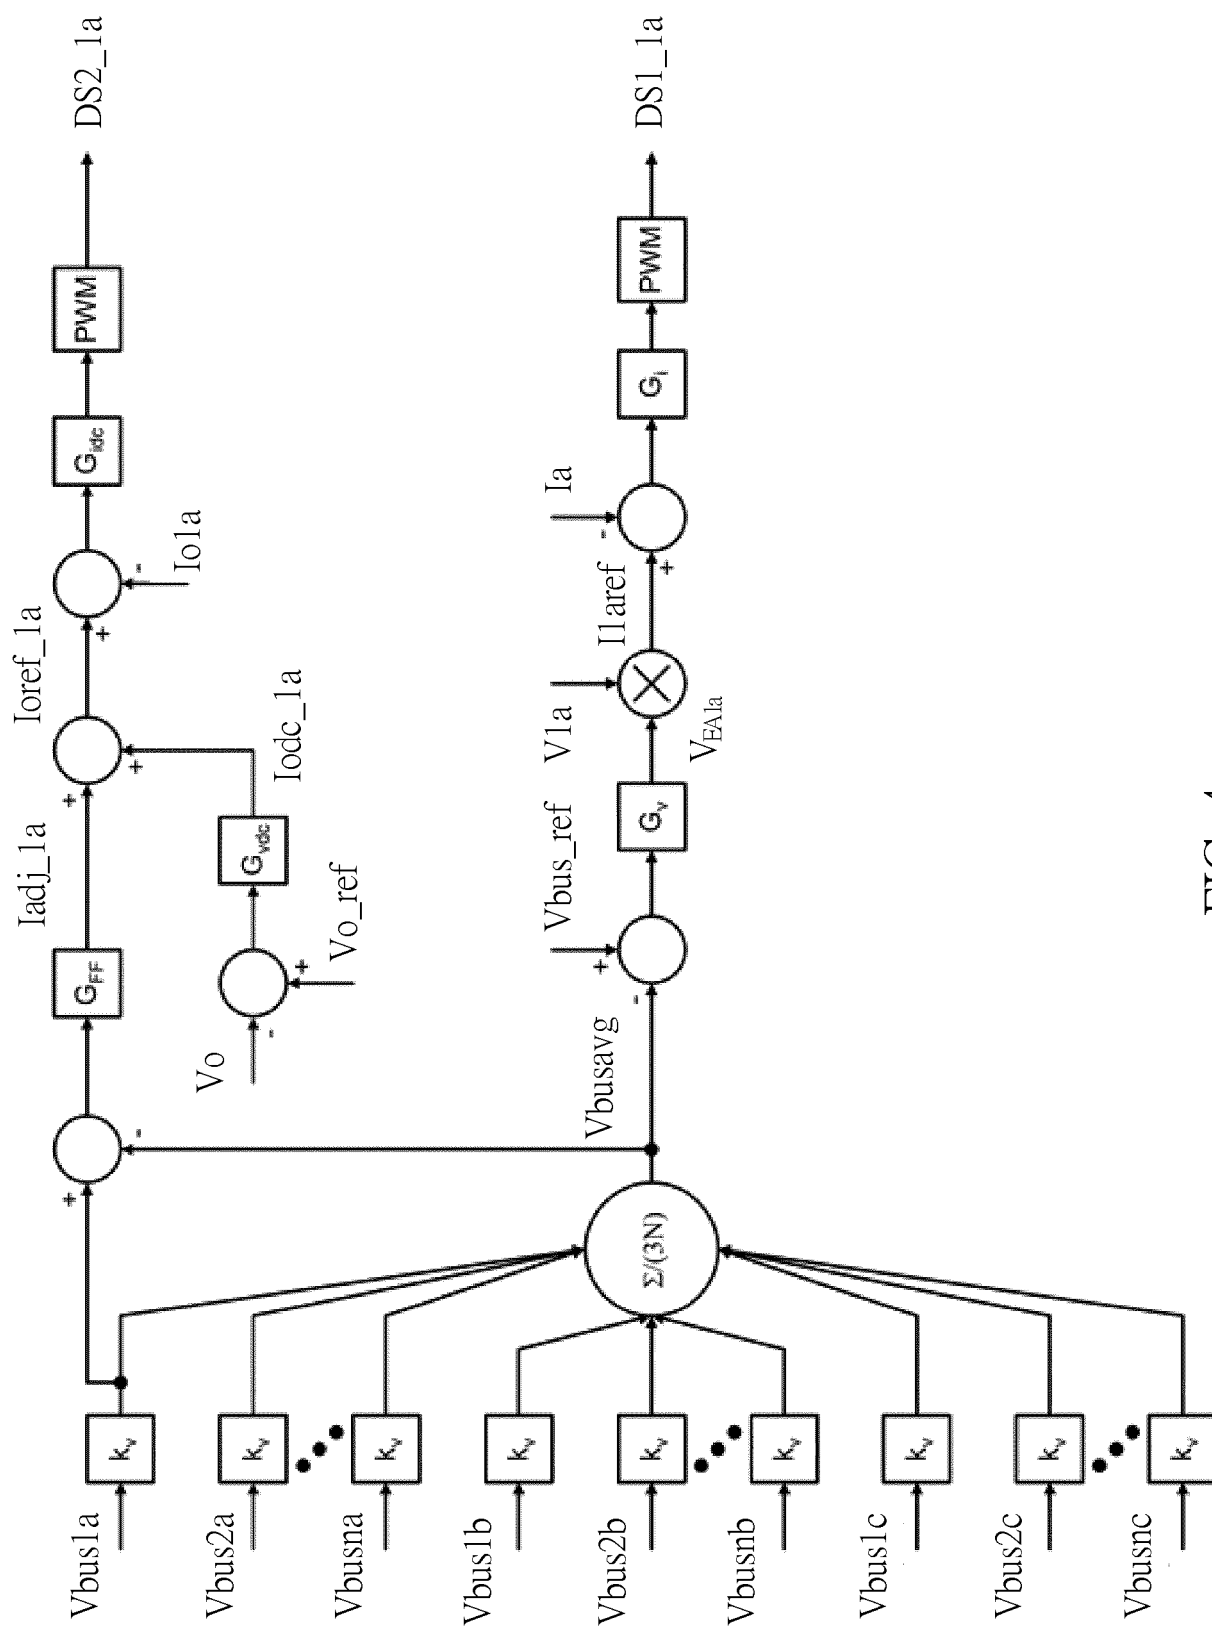 Vbus1a
kv
Vbus2a
kv
Vbusna
kv
Vbus1b
kv
Vbus2b
kv
Vbusnb
kv
Vbus1c
kv
Vbus2c
kv
Vbusnc
kv
Σ/(3N)
Vbusavg
+
-
GFF
Iadj_1a
+
+
Vo
-
+
Vo_ref
Gvdc
Iodc_1a
Ioref_1a
+
-
Io1a
Gidc
PWM
DS2_1a
-
+
Vbus_ref
Gv
VEA1a
V1a
I1aref
+
-
Ia
Gi
PWM
DS1_1a